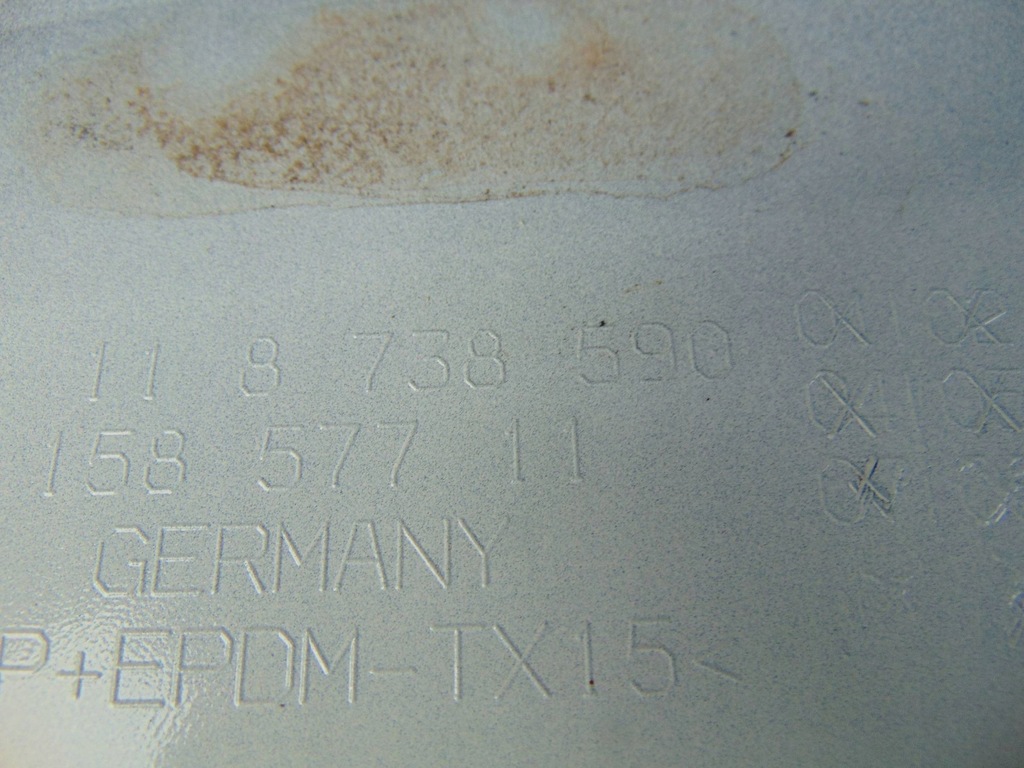 11 8 738 590
158 577 11
GERMANY
P+EPDM-TX15<